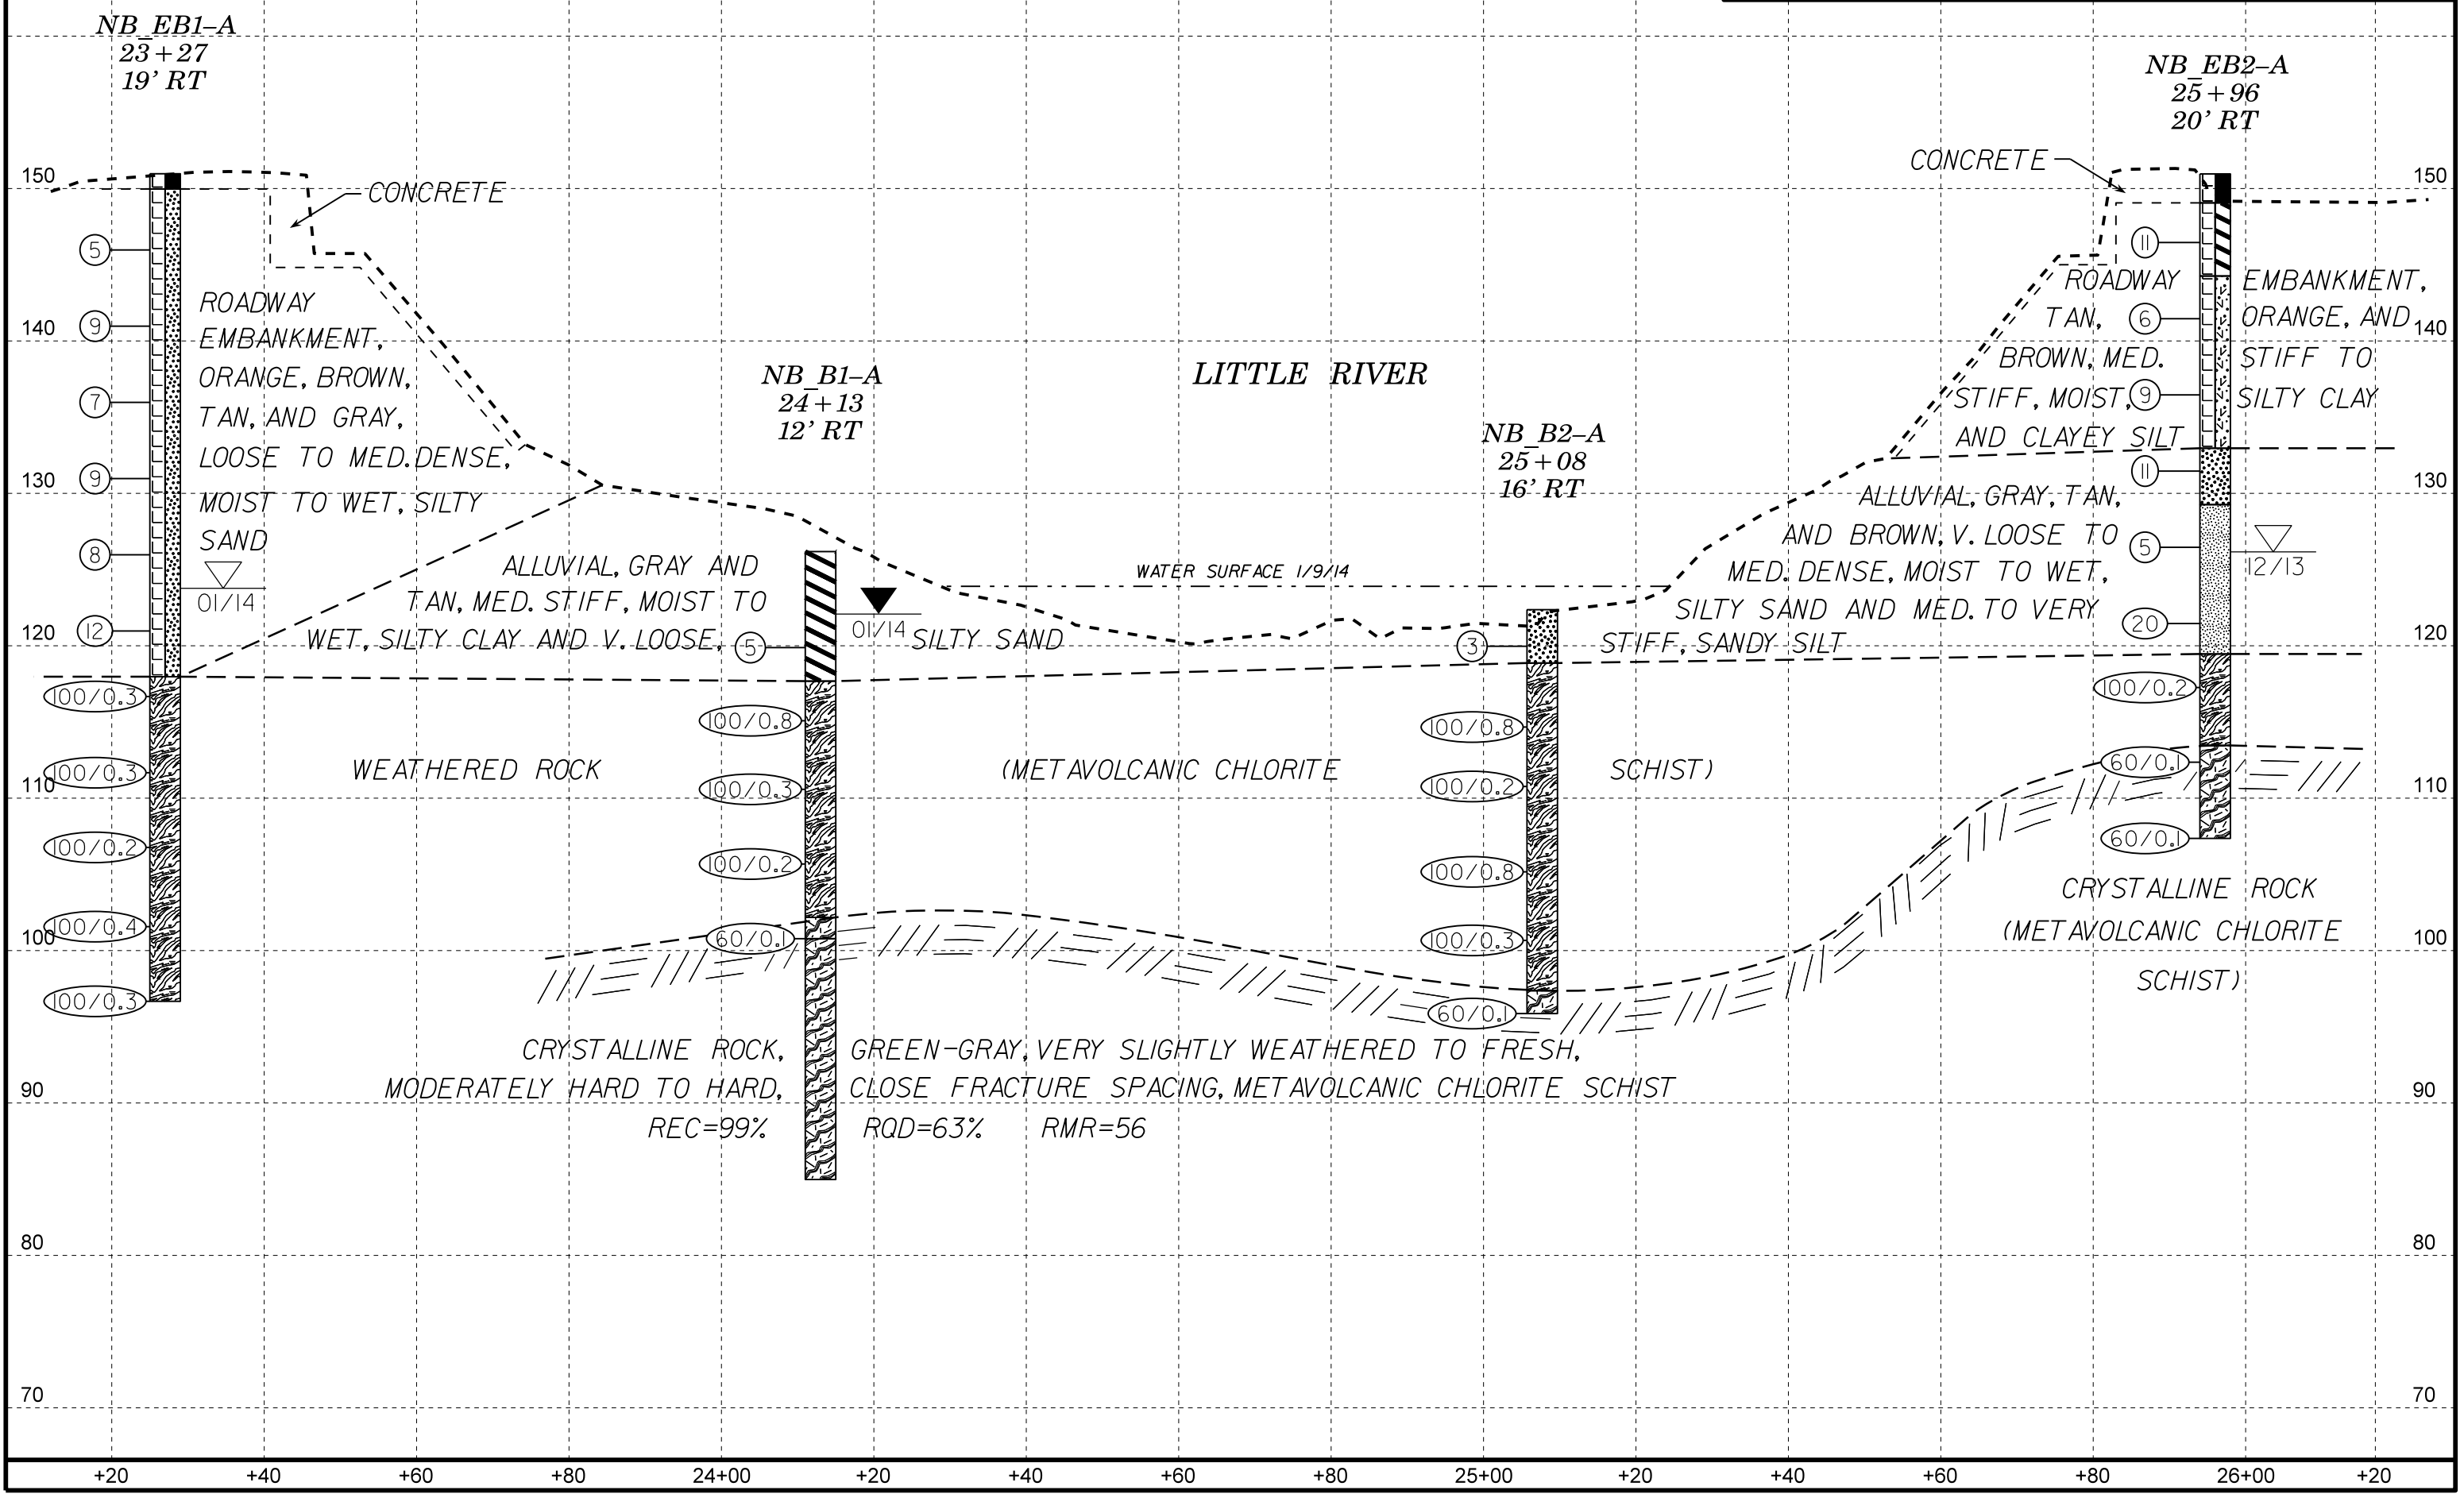 NB_EB1-A
23+27
19' RT
NB_EB2-A
25+96
20' RT
CONCRETE
CONCRETE
150
150
5
11
ROADWAY
EMBANKMENT,
ORANGE, BROWN,
TAN, AND GRAY,
LOOSE TO MED. DENSE,
MOIST TO WET, SILTY
SAND
ROADWAY EMBANKMENT,
TAN, 6 ORANGE, AND
BROWN, MED. STIFF TO
STIFF, MOIST, 9 SILTY CLAY
AND CLAYEY SILT
140
140
9
7
9
8
12
01/14
NB_B1-A
24+13
12' RT
LITTLE RIVER
NB_B2-A
25+08
16' RT
130
130
11
5
20
ALLUVIAL, GRAY, TAN,
AND BROWN, V. LOOSE TO
MED. DENSE, MOIST TO WET,
SILTY SAND AND MED. TO VERY
STIFF, SANDY SILT
12/13
WATER SURFACE 1/9/14
ALLUVIAL, GRAY AND
TAN, MED. STIFF, MOIST TO
WET, SILTY CLAY AND V. LOOSE, 5 SILTY SAND
01/14
3
120
120
100/0.3
100/0.8
100/0.8
100/0.2
WEATHERED ROCK (METAVOLCANIC CHLORITE SCHIST)
100/0.3
100/0.3
100/0.2
60/0.1
110
110
100/0.2
100/0.2
100/0.8
60/0.1
100/0.4
60/0.1
100/0.3
100
100
100/0.3
60/0.1
CRYSTALLINE ROCK
(METAVOLCANIC CHLORITE
SCHIST)
CRYSTALLINE ROCK, GREEN-GRAY, VERY SLIGHTLY WEATHERED TO FRESH,
MODERATELY HARD TO HARD, CLOSE FRACTURE SPACING, METAVOLCANIC CHLORITE SCHIST
REC=99% RQD=63% RMR=56
90
90
80
80
70
70
+20 +40 +60 +80 24+00 +20 +40 +60 +80 25+00 +20 +40 +60 +80 26+00 +20